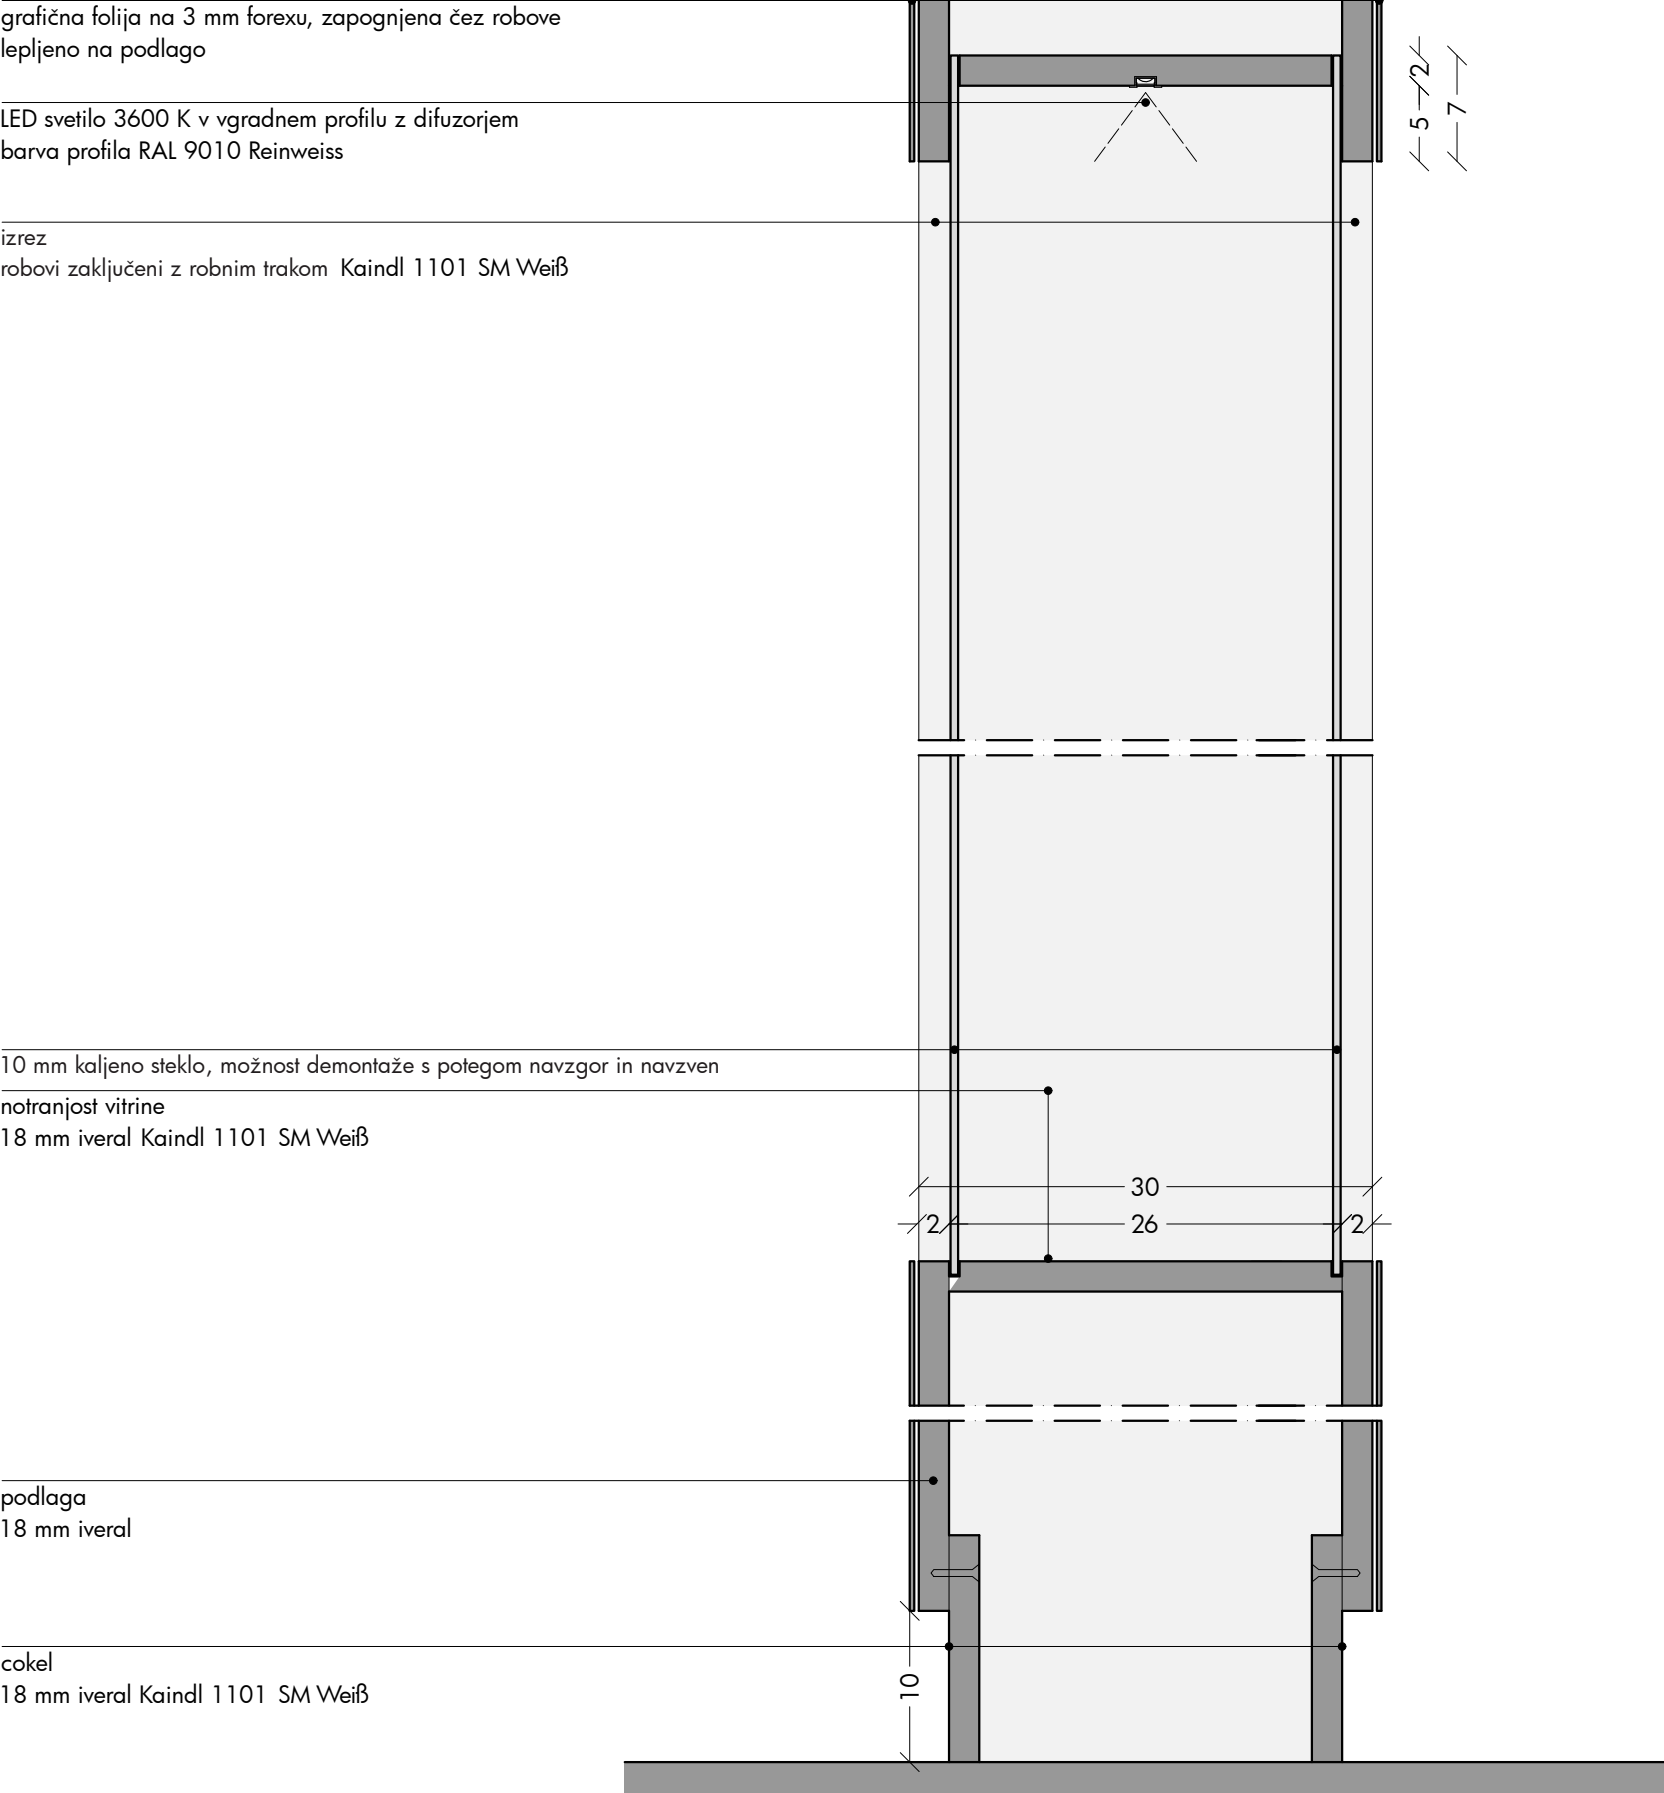 grafična folija na 3 mm forexu, zapognjena čez robove
lepljeno na podlago
LED svetilo 3600 K v vgradnem profilu z difuzorjem
barva profila RAL 9010 Reinweiss
2
5
7
izrez
robovi zaključeni z robnim trakom Kaindl 1101 SM Weiß
10 mm kaljeno steklo, možnost demontaže s potegom navzgor in navzven
notranjost vitrine
18 mm iveral Kaindl 1101 SM Weiß
30
2 26 2
podlaga
18 mm iveral
cokel
18 mm iveral Kaindl 1101 SM Weiß
10